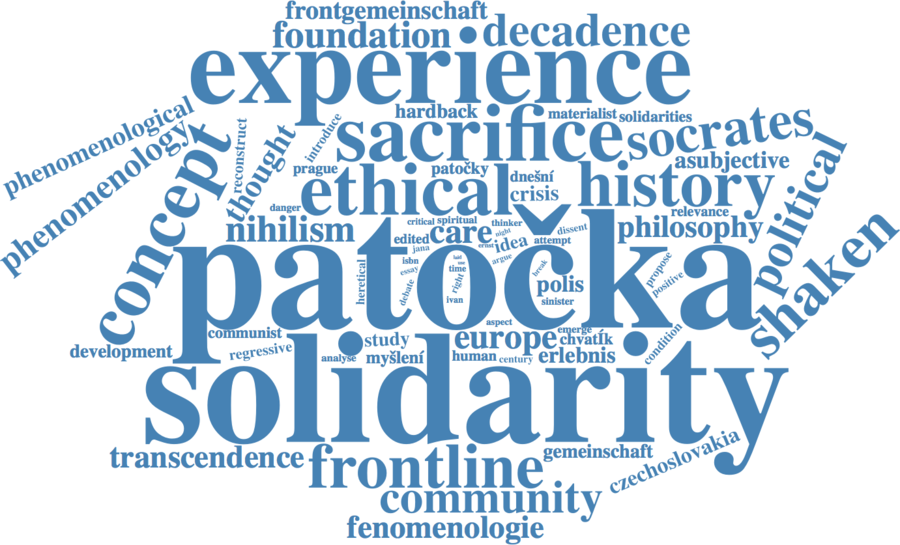 frontgemeinschaft
foundation
decadence
experience
hardback
materialist
solidarities
phenomenological
phenomenology
concept
reconstruct
thought
introduce
sacrifice
socrates
prague
patočky
asubjective
ethical
dnešní
crisis
history
political
danger
nihilism
critical
spiritual
thinker
relevance
edited
care
night
idea
attempt
dissent
philosophy
jana
error
argue
shaken
patočka
heretical
isbn
essay
half
time
right
debate
ivan
break
polis
sinister
propose
positive
aspect
communist
study
europe
emerge
chvatík
condition
development
regressive
analyse
myšlení
human
century
erlebnis
solidarity
transcendence
frontline
gemeinschaft
czechoslovakia
community
fenomenologie